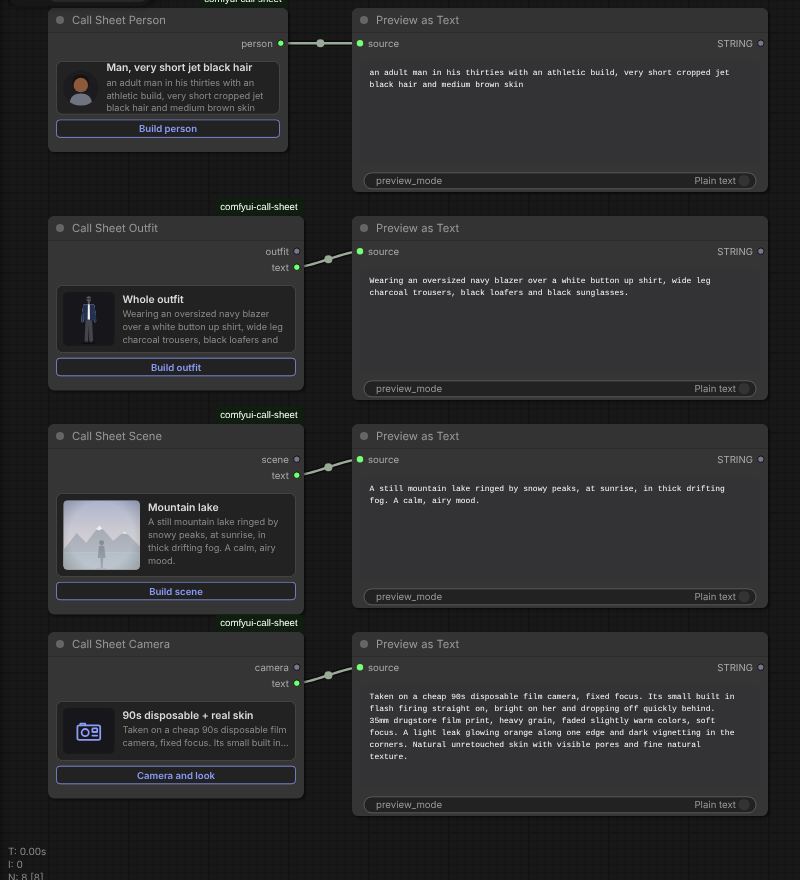 comfyui-call-sheet
Call Sheet Person
Preview as Text
person
source
STRING
Man, very short jet black hair
an adult man in his thirties with an
athletic build, very short cropped jet
black hair and medium brown skin
Build person
an adult man in his thirties with an athletic build, very short cropped jet
black hair and medium brown skin
preview_mode
Plain text
comfyui-call-sheet
Call Sheet Outfit
Preview as Text
outfit
text
source
STRING
Whole outfit
Wearing an oversized navy blazer
over a white button up shirt, wide leg
charcoal trousers, black loafers and
Build outfit
Wearing an oversized navy blazer over a white button up shirt, wide leg
charcoal trousers, black loafers and black sunglasses.
preview_mode
Plain text
comfyui-call-sheet
Call Sheet Scene
Preview as Text
scene
text
source
STRING
Mountain lake
A still mountain lake ringed by
snowy peaks, at sunrise, in
thick drifting fog. A calm, airy
mood.
Build scene
A still mountain lake ringed by snowy peaks, at sunrise, in thick drifting
fog. A calm, airy mood.
preview_mode
Plain text
comfyui-call-sheet
Call Sheet Camera
Preview as Text
camera
text
source
STRING
90s disposable + real skin
Taken on a cheap 90s disposable film
camera, fixed focus. Its small built in...
Camera and look
Taken on a cheap 90s disposable film camera, fixed focus. Its small built in
flash firing straight on, bright on her and dropping off quickly behind.
35mm drugstore film print, heavy grain, faded slightly warm colors, soft
focus. A light leak glowing orange along one edge and dark vignetting in the
corners. Natural unretouched skin with visible pores and fine natural
texture.
preview_mode
Plain text
T: 0.00s
I: 0
N: 8 [8]